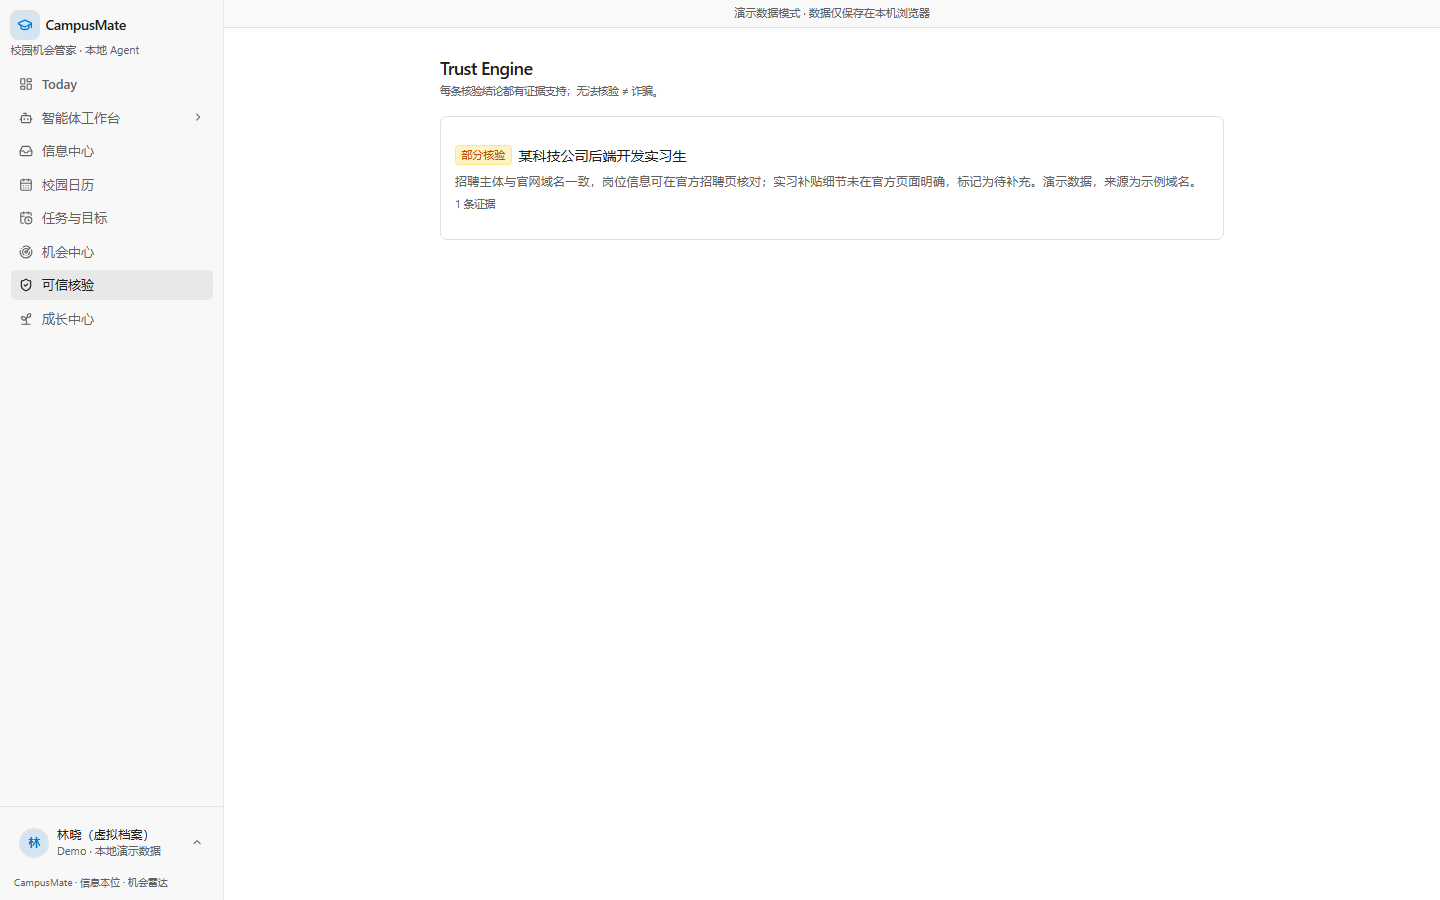 CampusMate
校园机会管家 · 本地 Agent
Today
智能体工作台
信息中心
校园日历
任务与目标
机会中心
可信核验
成长中心
林
林晓（虚拟档案）
Demo · 本地演示数据
CampusMate · 信息本位 · 机会雷达
演示数据模式 · 数据仅保存在本机浏览器
Trust Engine
每条核验结论都有证据支持；无法核验 ≠ 诈骗。
部分核验 某科技公司后端开发实习生
招聘主体与官网域名一致，岗位信息可在官方招聘页核对；实习补贴细节未在官方页面明确，标记为待补充。演示数据，来源为示例域名。
1 条证据